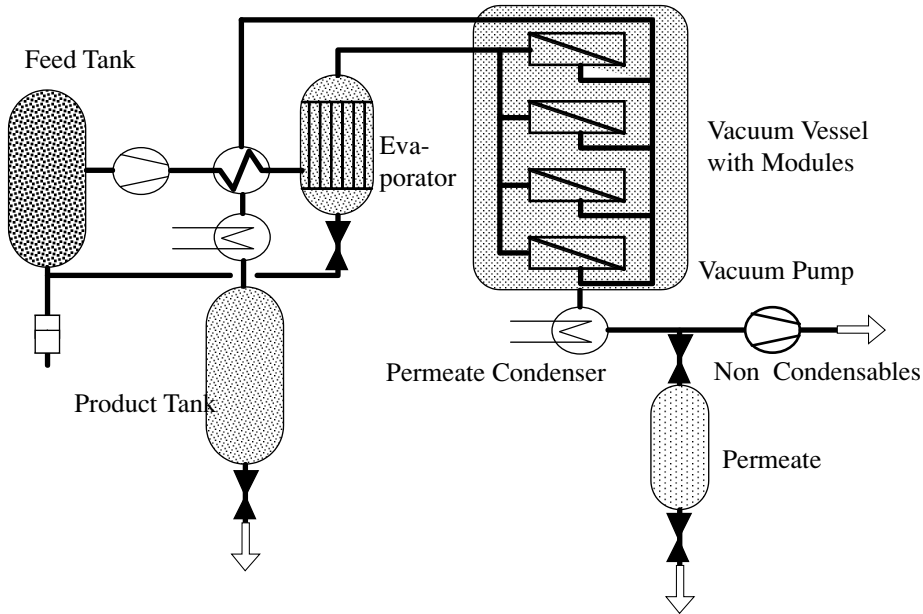 Feed Tank
Eva-
porator
Vacuum Vessel
with Modules
Vacuum Pump
Permeate Condenser
Non Condensables
Product Tank
Permeate